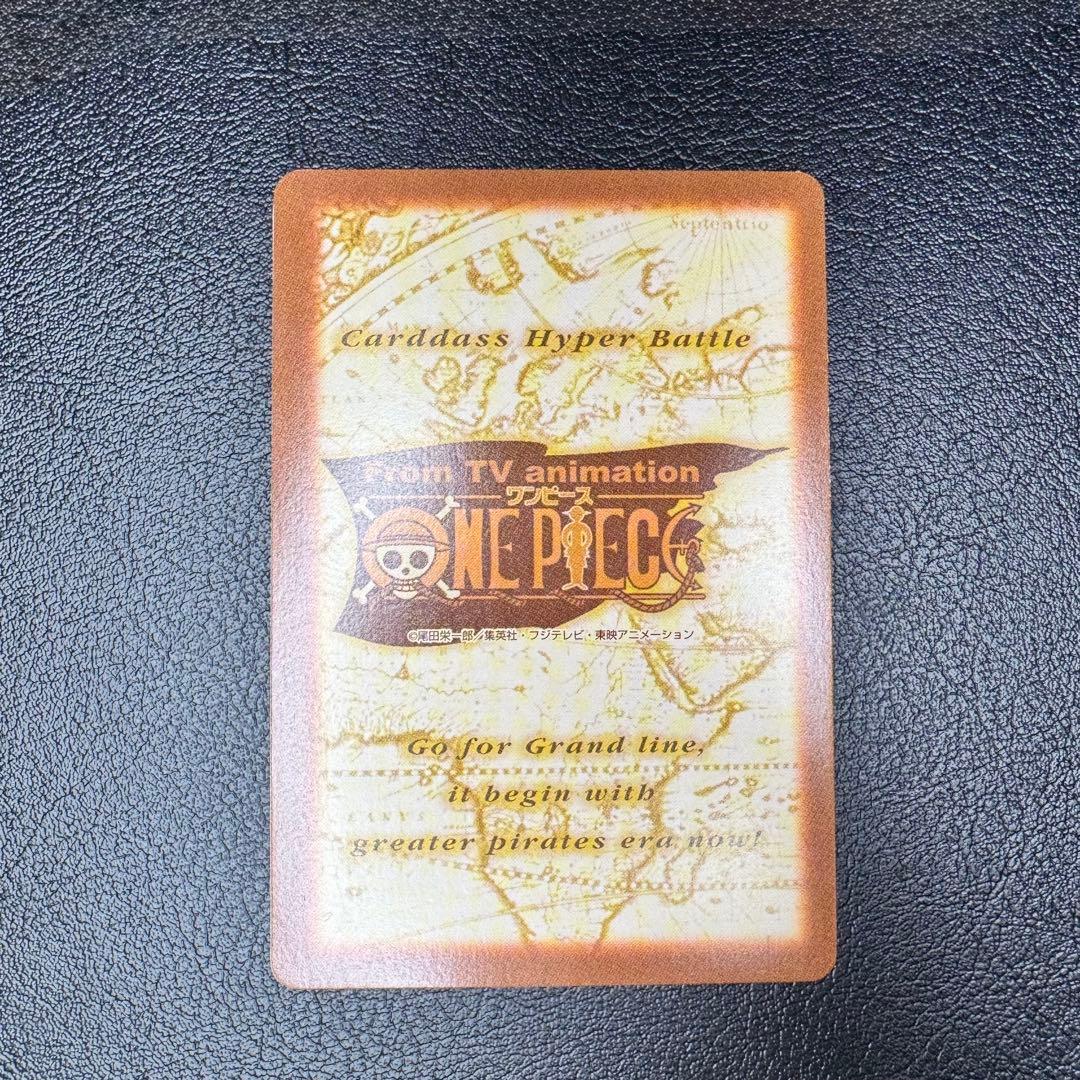 Septentrio
Carddass Hyper Battle
From TV animation
ワンピース
ONE PIECE
©尾田栄一郎／集英社・フジテレビ・東映アニメーション
Go for Grand line,
it begin with
greater pirates era now!